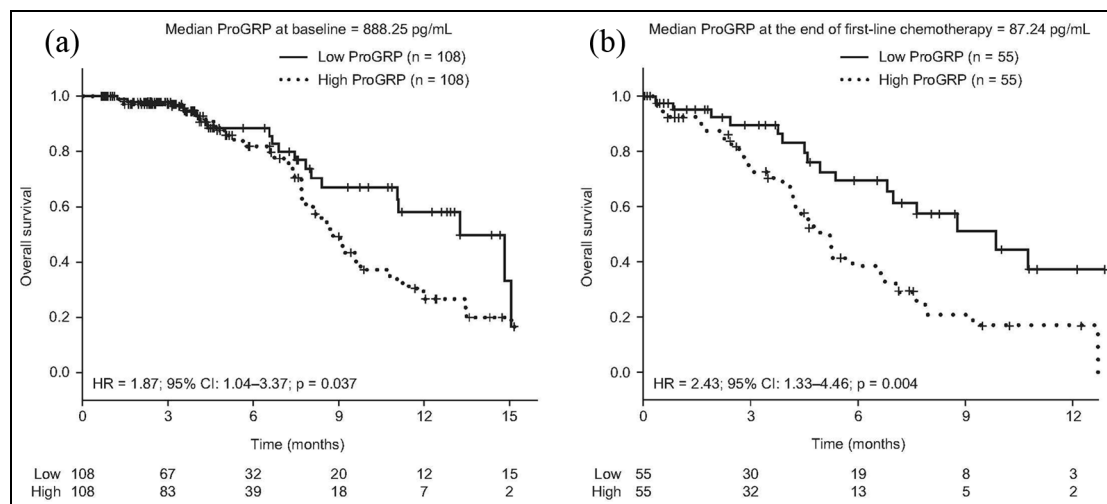 (a)
Median ProGRP at baseline = 888.25 pg/mL
Low ProGRP (n = 108)
High ProGRP (n = 108)
1.0
0.8
0.6
0.4
0.2
0.0
Overall survival
HR = 1.87; 95% CI: 1.04–3.37; p = 0.037
0 3 6 9 12 15
Time (months)
Low 108 67 32 20 12 15
High 108 83 39 18 7 2
(b)
Median ProGRP at the end of first-line chemotherapy = 87.24 pg/mL
Low ProGRP (n = 55)
High ProGRP (n = 55)
1.0
0.8
0.6
0.4
0.2
0.0
Overall survival
HR = 2.43; 95% CI: 1.33–4.46; p = 0.004
0 3 6 9 12
Time (months)
Low 55 30 19 8 3
High 55 32 13 5 2